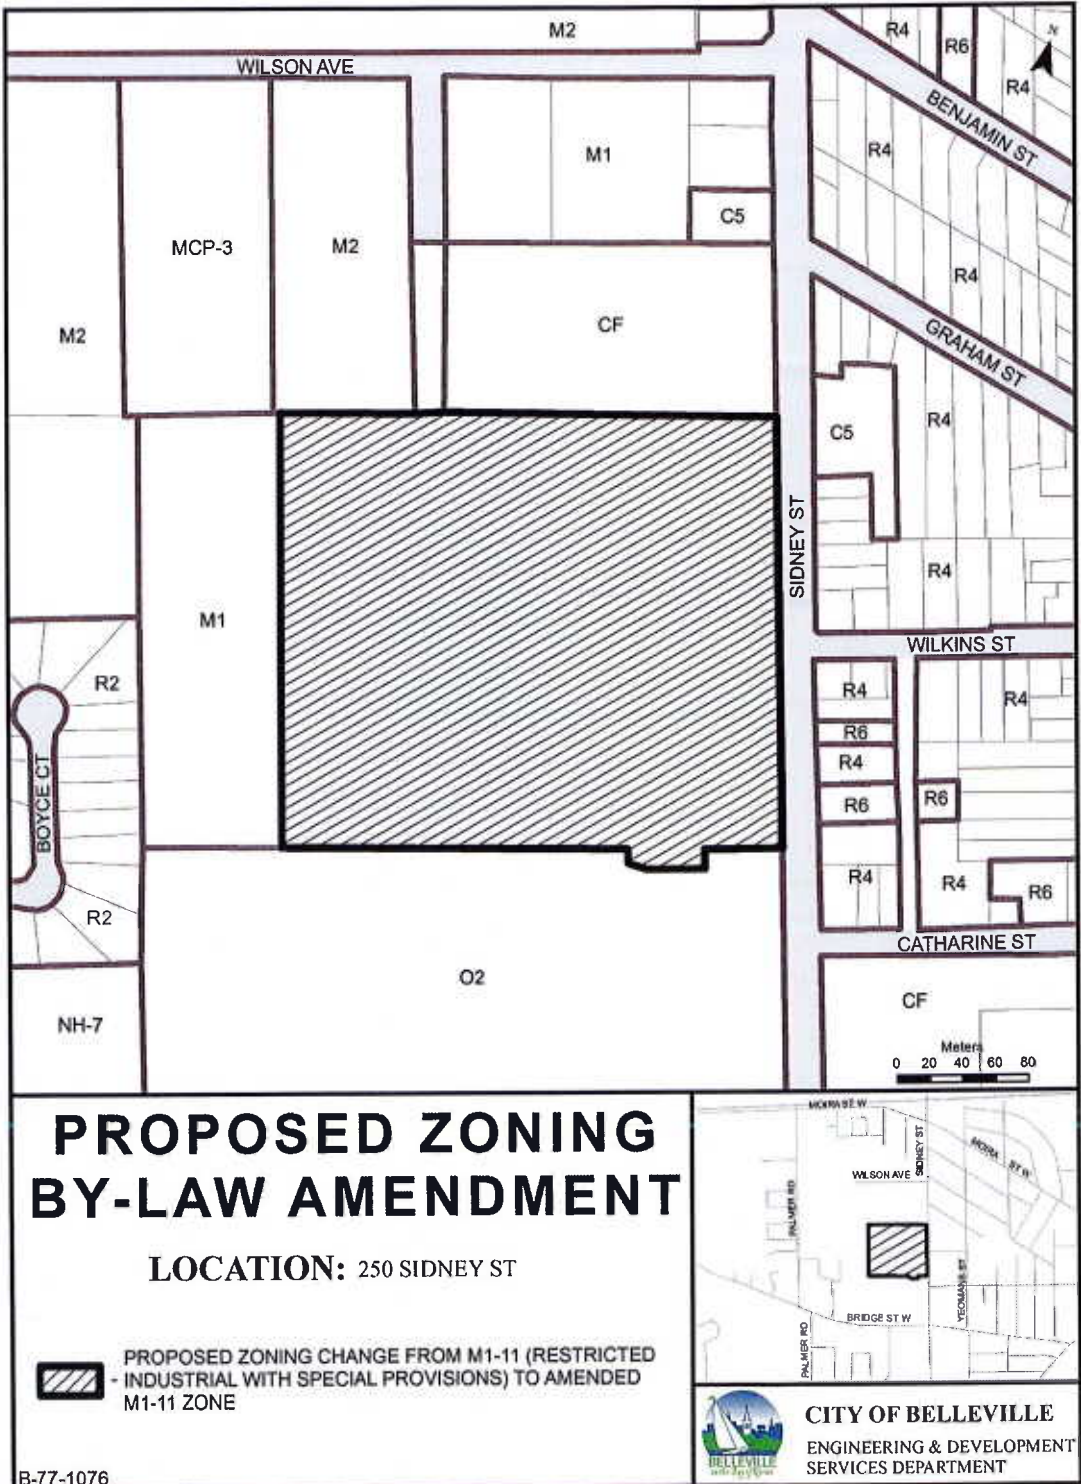 M2
R4
R6
N
WILSON AVE
R4
BENJAMIN ST
R4
M1
C5
MCP-3
M2
R4
CF
M2
GRAHAM ST
R4
C5
SIDNEY ST
R4
M1
WILKINS ST
R2
R4
R4
R6
R4
BOYCE CT
R6
R6
R4
R4
R6
R2
CATHARINE ST
O2
CF
NH-7
Meters
0 20 40 60 80
PROPOSED ZONING
BY-LAW AMENDMENT
LOCATION: 250 SIDNEY ST
PROPOSED ZONING CHANGE FROM M1-11 (RESTRICTED
- INDUSTRIAL WITH SPECIAL PROVISIONS) TO AMENDED
M1-11 ZONE
B-77-1076
MOIRA ST W
SIDNEY ST
MOIRA ST W
WILSON AVE
PALMER RD
YEOMANS ST
BRIDGE ST W
PALMER RD
BELLEVILLE
CITY OF BELLEVILLE
ENGINEERING & DEVELOPMENT
SERVICES DEPARTMENT